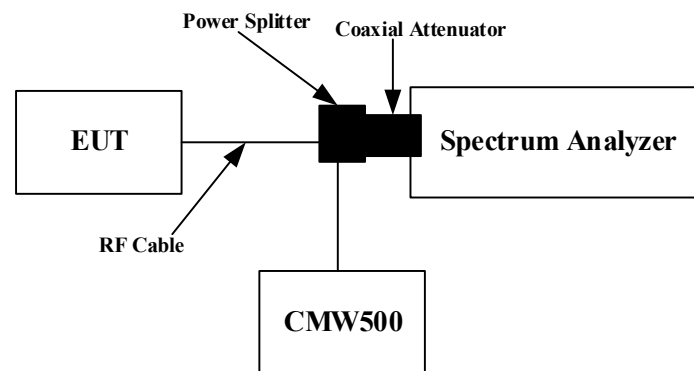 Power Splitter
Coaxial Attenuator
EUT
Spectrum Analyzer
RF Cable
CMW500